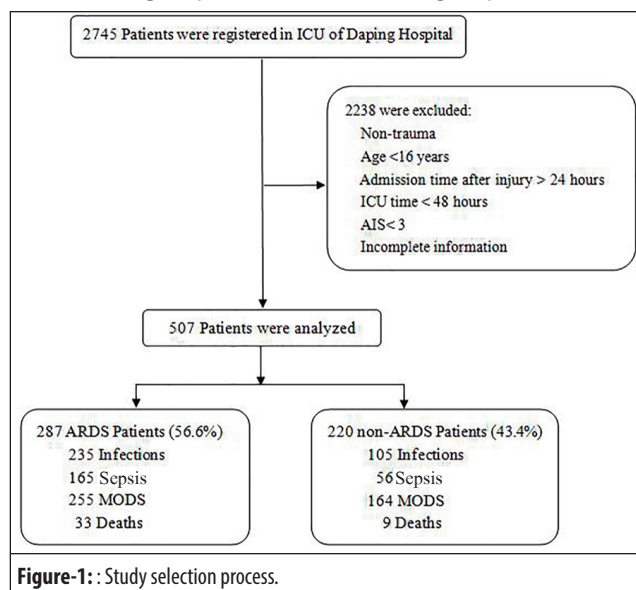 2745 Patients were registered in ICU of Daping Hospital
2238 were excluded:
Non-trauma
Age <16 years
Admission time after injury > 24 hours
ICU time < 48 hours
AIS< 3
Incomplete information
507 Patients were analyzed
287 ARDS Patients (56.6%)
235 Infections
165 Sepsis
255 MODS
33 Deaths
220 non-ARDS Patients (43.4%)
105 Infections
56 Sepsis
164 MODS
9 Deaths
Figure-1: : Study selection process.